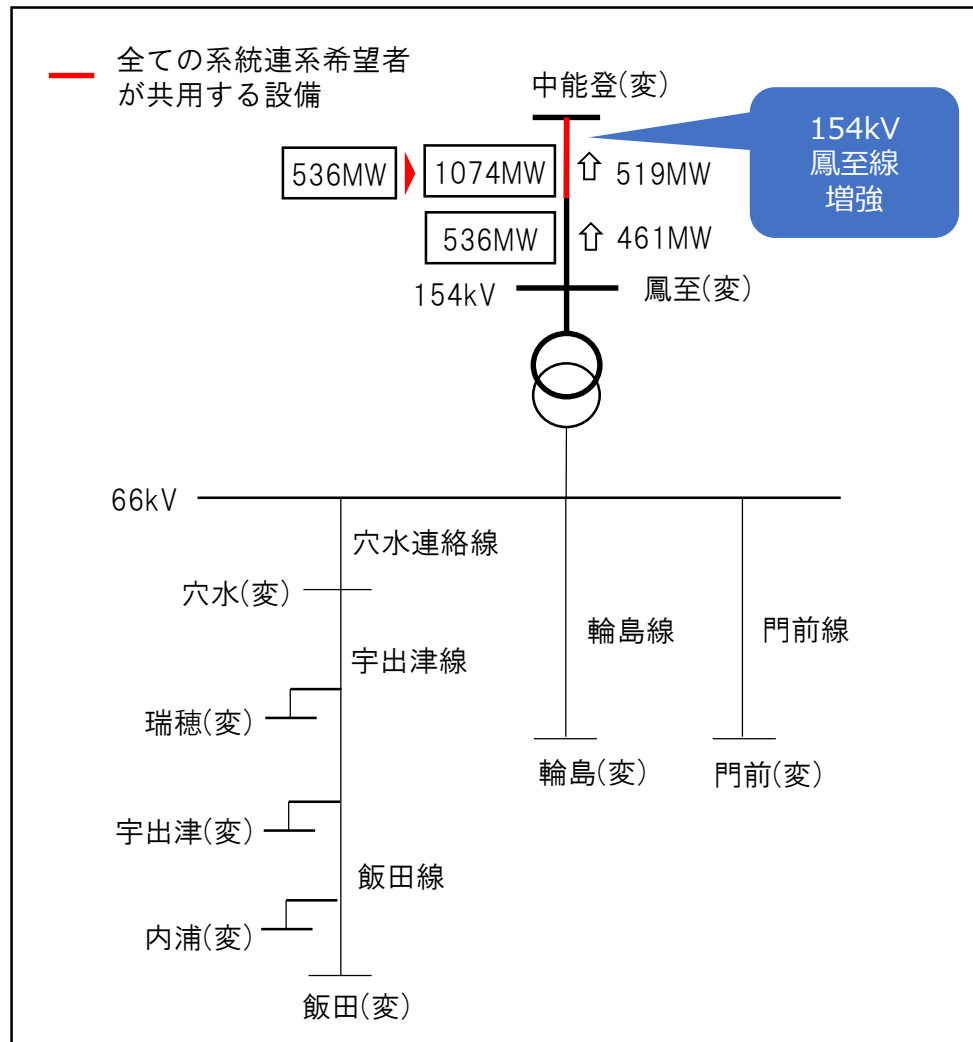 全ての系統連系希望者
が共用する設備
中能登(変)
154kV
鳳至線
増強
536MW
1074MW
519MW
536MW
461MW
154kV
鳳至(変)
66kV
穴水連絡線
穴水(変)
輪島線
門前線
宇出津線
瑞穂(変)
輪島(変)
門前(変)
宇出津(変)
飯田線
内浦(変)
飯田(変)